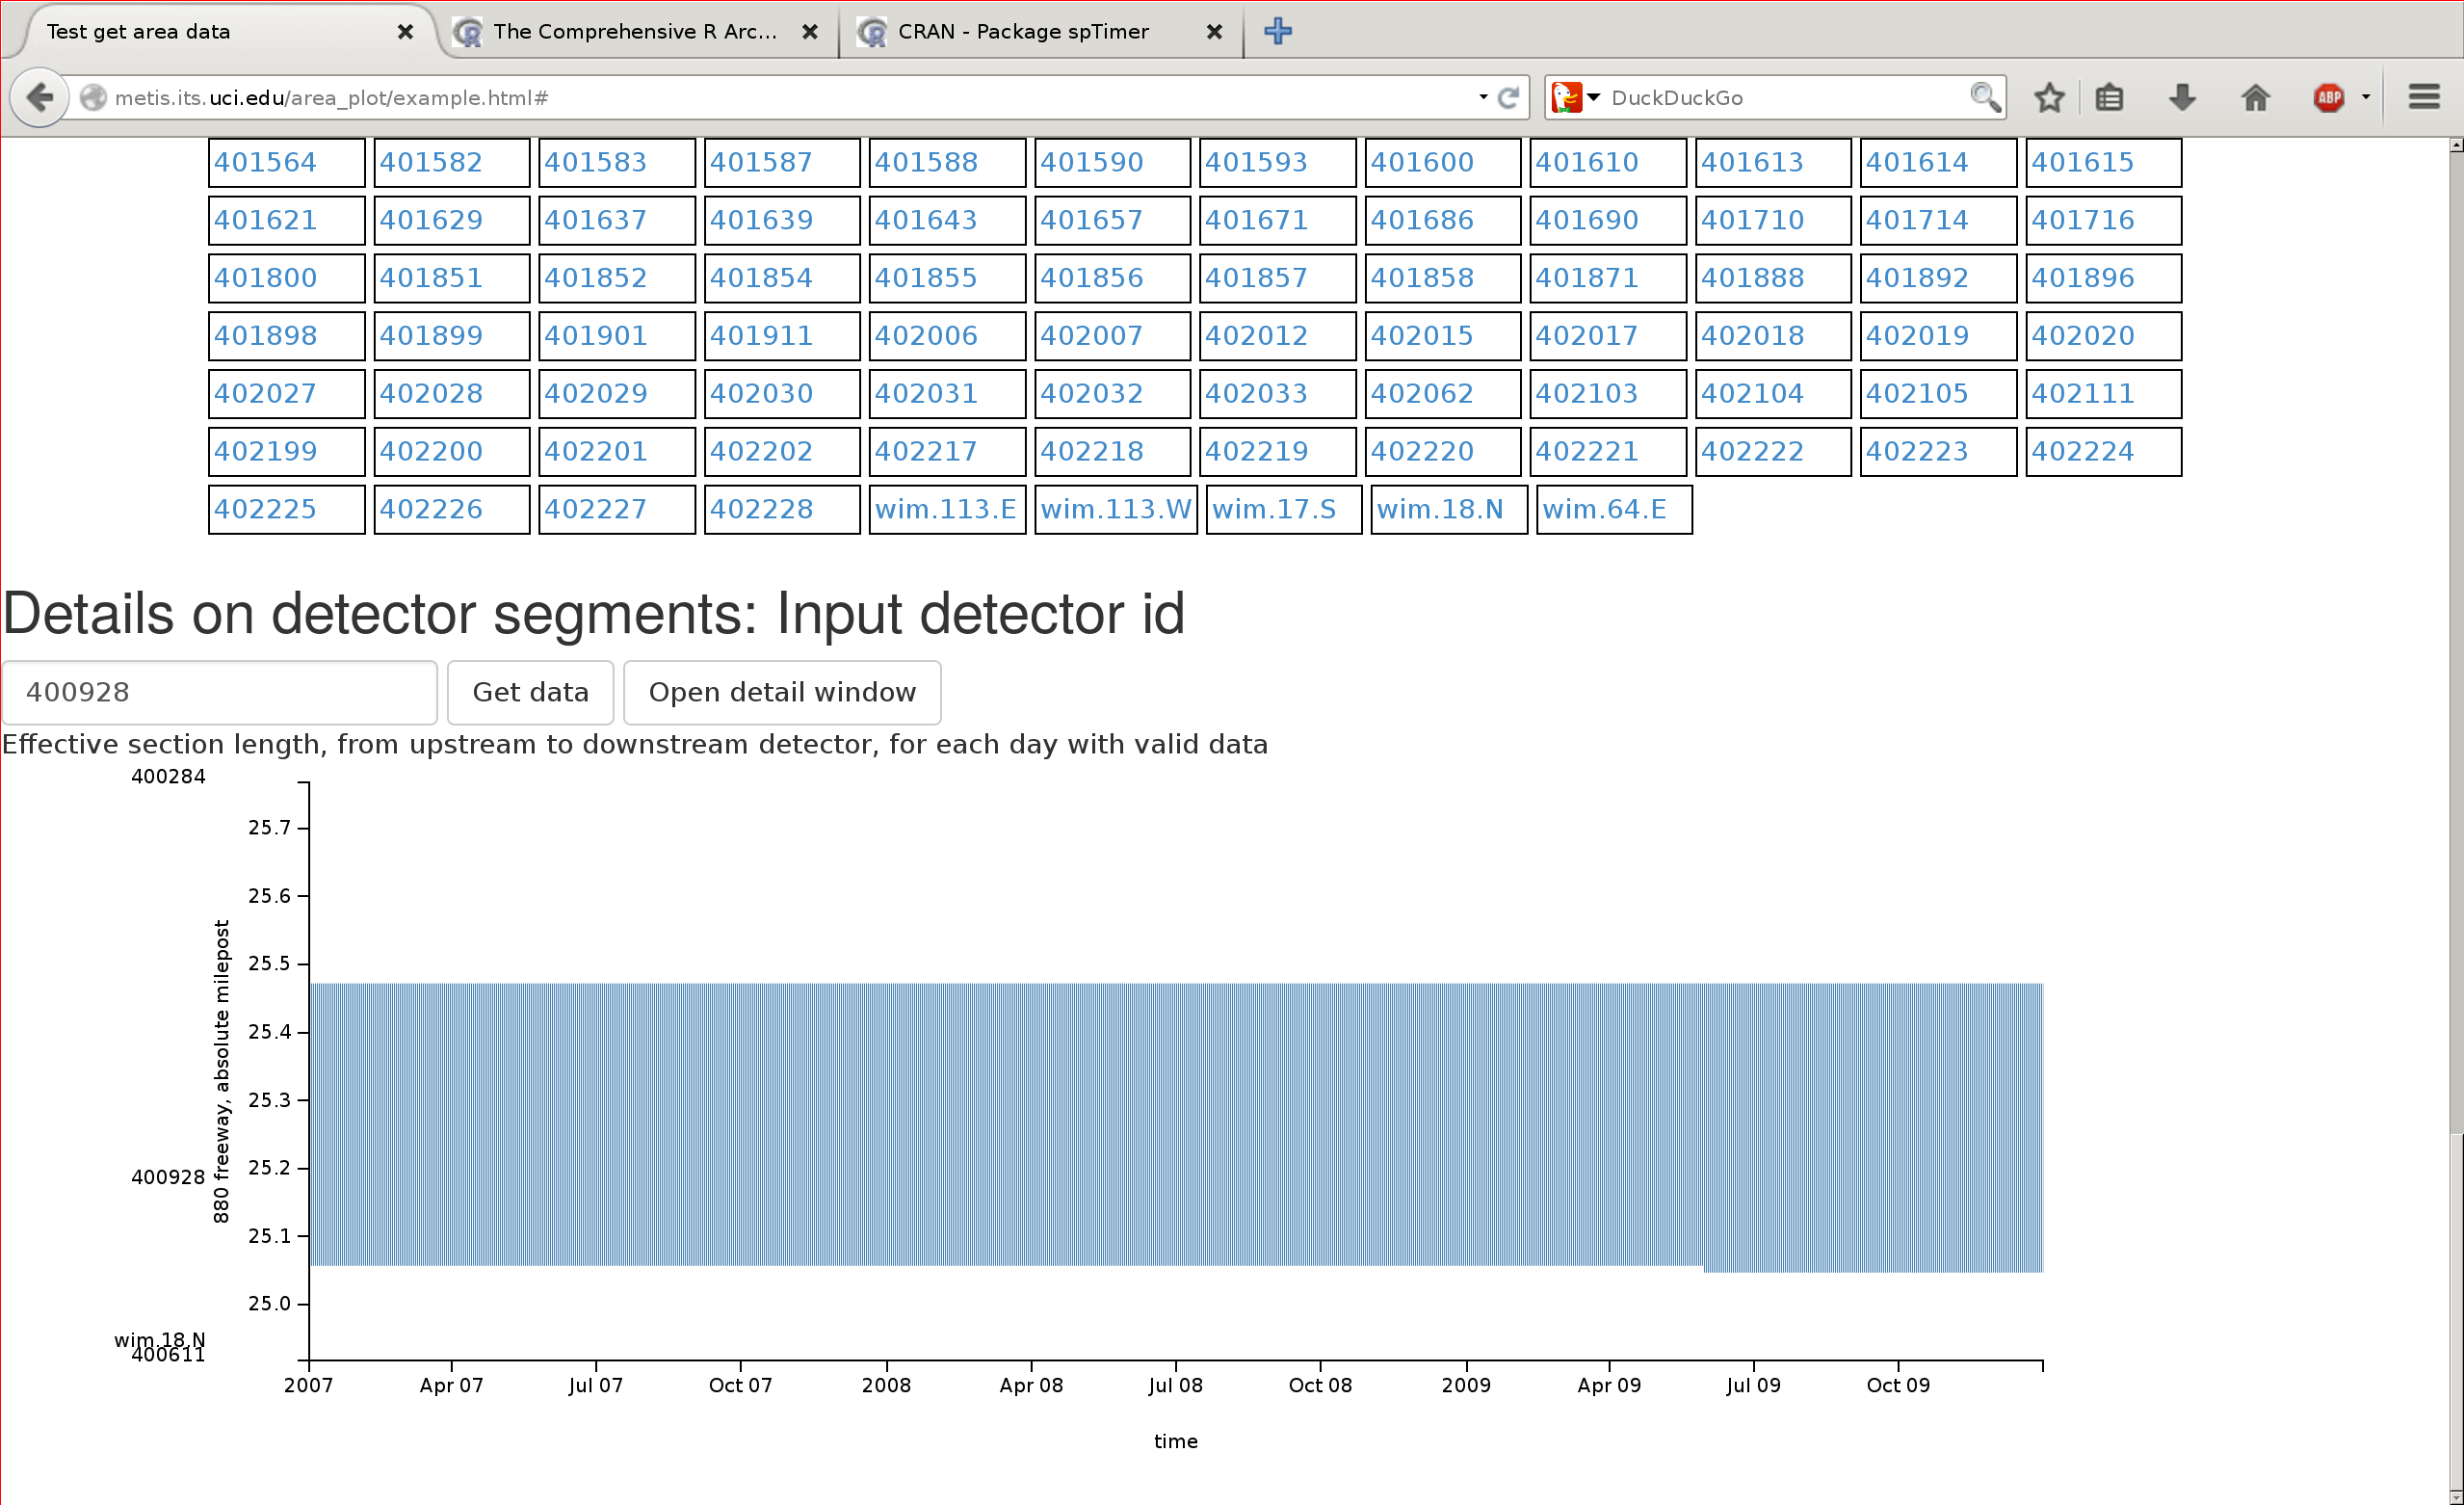 Test get area data
The Comprehensive R Arc...
CRAN - Package spTimer
metis.its.uci.edu/area_plot/example.html#
DuckDuckGo
ABP
401564 401582 401583 401587 401588 401590 401593 401600 401610 401613 401614 401615
401621 401629 401637 401639 401643 401657 401671 401686 401690 401710 401714 401716
401800 401851 401852 401854 401855 401856 401857 401858 401871 401888 401892 401896
401898 401899 401901 401911 402006 402007 402012 402015 402017 402018 402019 402020
402027 402028 402029 402030 402031 402032 402033 402062 402103 402104 402105 402111
402199 402200 402201 402202 402217 402218 402219 402220 402221 402222 402223 402224
402225 402226 402227 402228 wim.113.E wim.113.W wim.17.S wim.18.N wim.64.E
Details on detector segments: Input detector id
400928 Get data Open detail window
Effective section length, from upstream to downstream detector, for each day with valid data
400284
25.7
25.6
25.5
25.4
25.3
25.2
400928
880 freeway, absolute milepost
25.1
25.0
wim.18.N
400611
2007 Apr 07 Jul 07 Oct 07 2008 Apr 08 Jul 08 Oct 08 2009 Apr 09 Jul 09 Oct 09
time